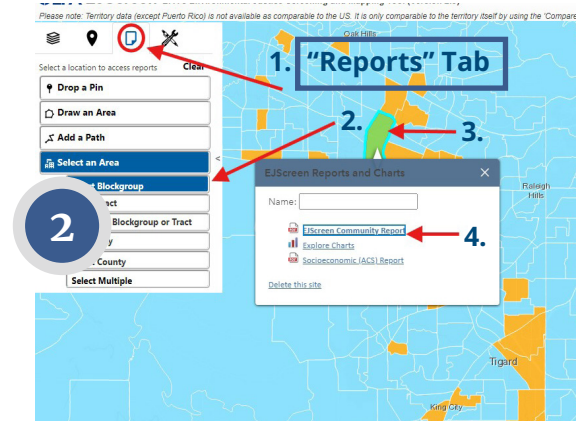 Please note: Territory data (except Puerto Rico) is not available as comparable to the US. It is only comparable to the territory itself by using the 'Compare
Oak Hills
1. “Reports” Tab
Select a location to access reports Clear
Drop a Pin
Draw an Area
Add a Path
Select an Area
<
Blockgroup
Blockgroup or Tract
County
Select Multiple
2
2.
3.
EJScreen Reports and Charts
Name:
EJScreen Community Report
4.
Explore Charts
Socioeconomic (ACS) Report
Delete this site
Raleigh
Hills
Tigard
King City